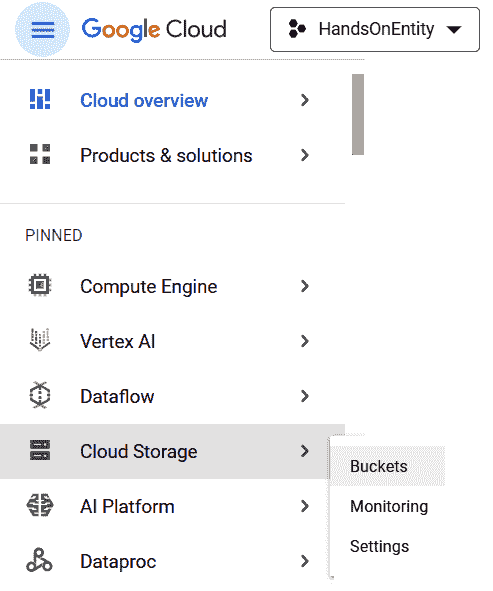 Google Cloud
HandsOnEntity
Cloud overview
Products & solutions
PINNED
Compute Engine
Vertex AI
Dataflow
Cloud Storage
Buckets
Monitoring
Settings
AI Platform
Dataproc